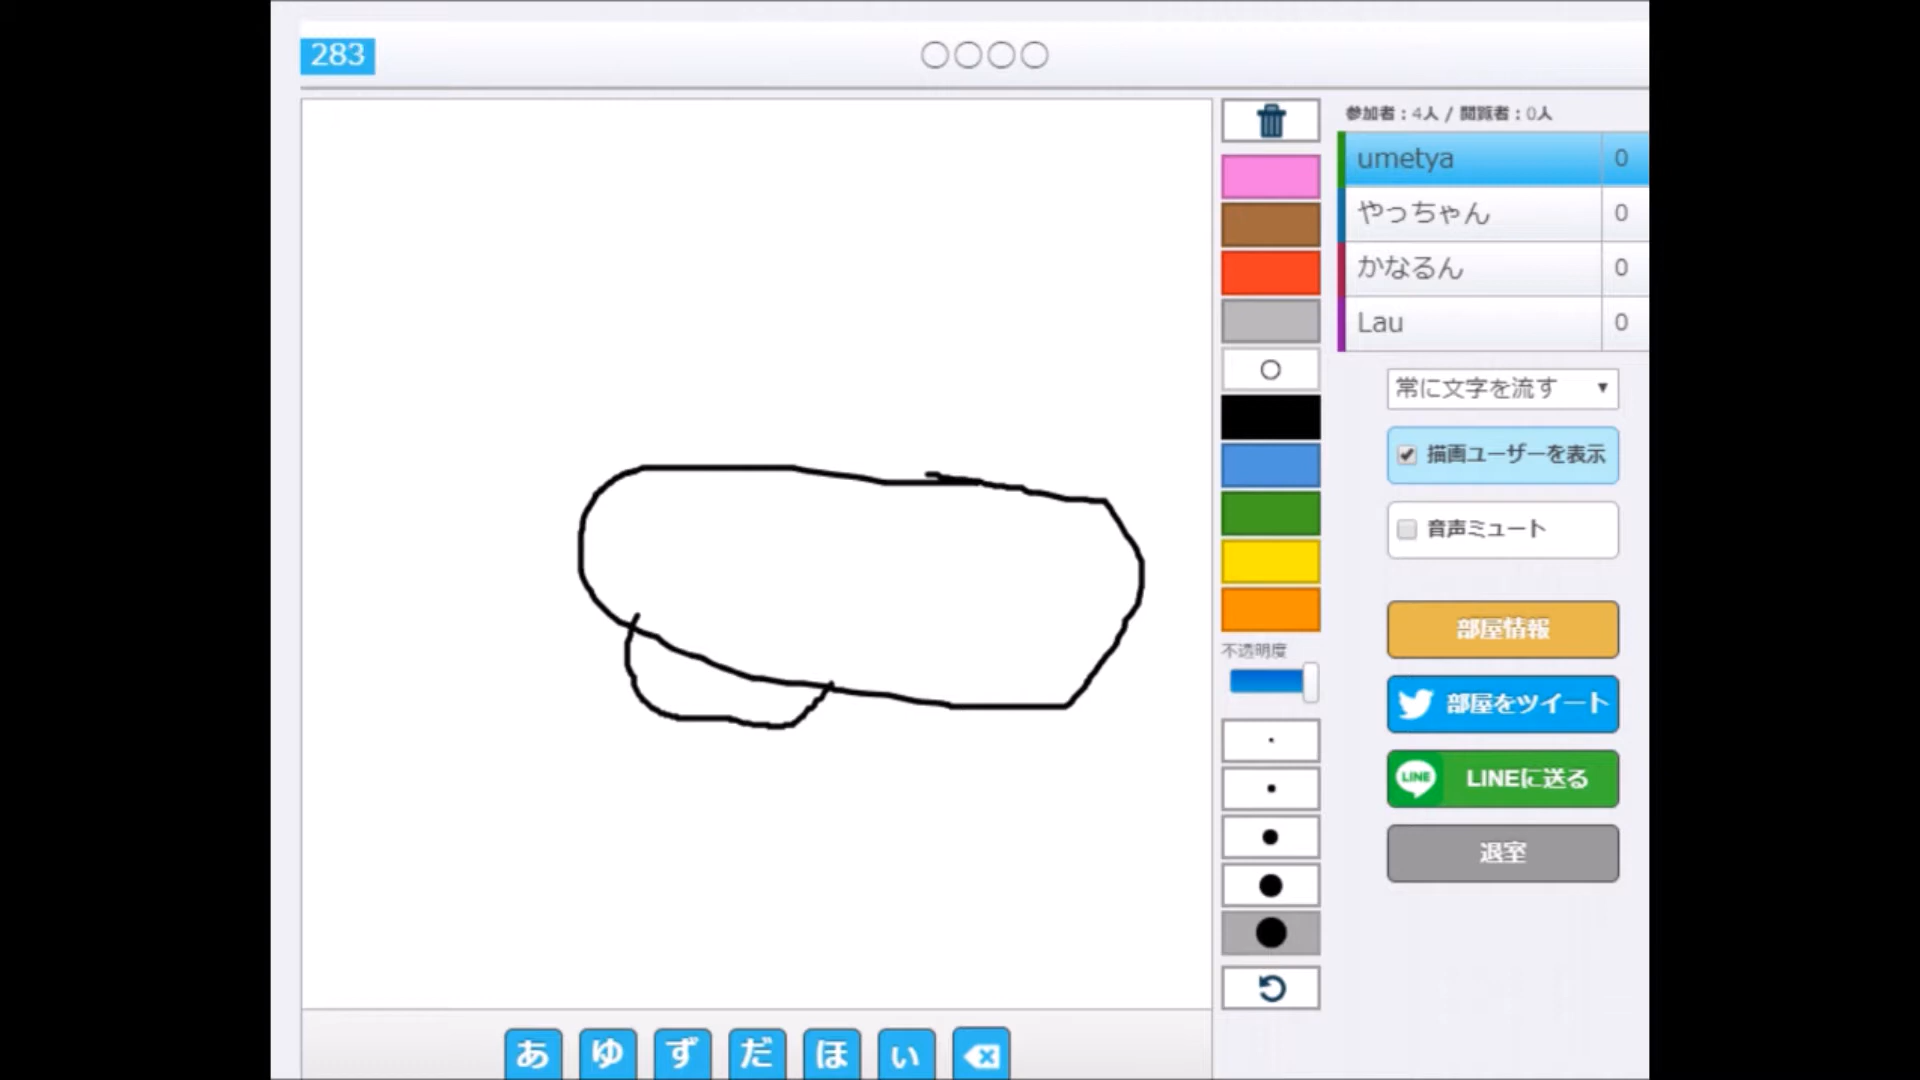 283
○○○○
参加者：4人 / 閲覧者：0人
umetya 0
やっちゃん 0
かなるん 0
Lau 0
常に文字を流す
描画ユーザーを表示
音声ミュート
不透明度
部屋情報
部屋をツイート
LINE LINEに送る
退室
あ ゆ ず だ ほ い